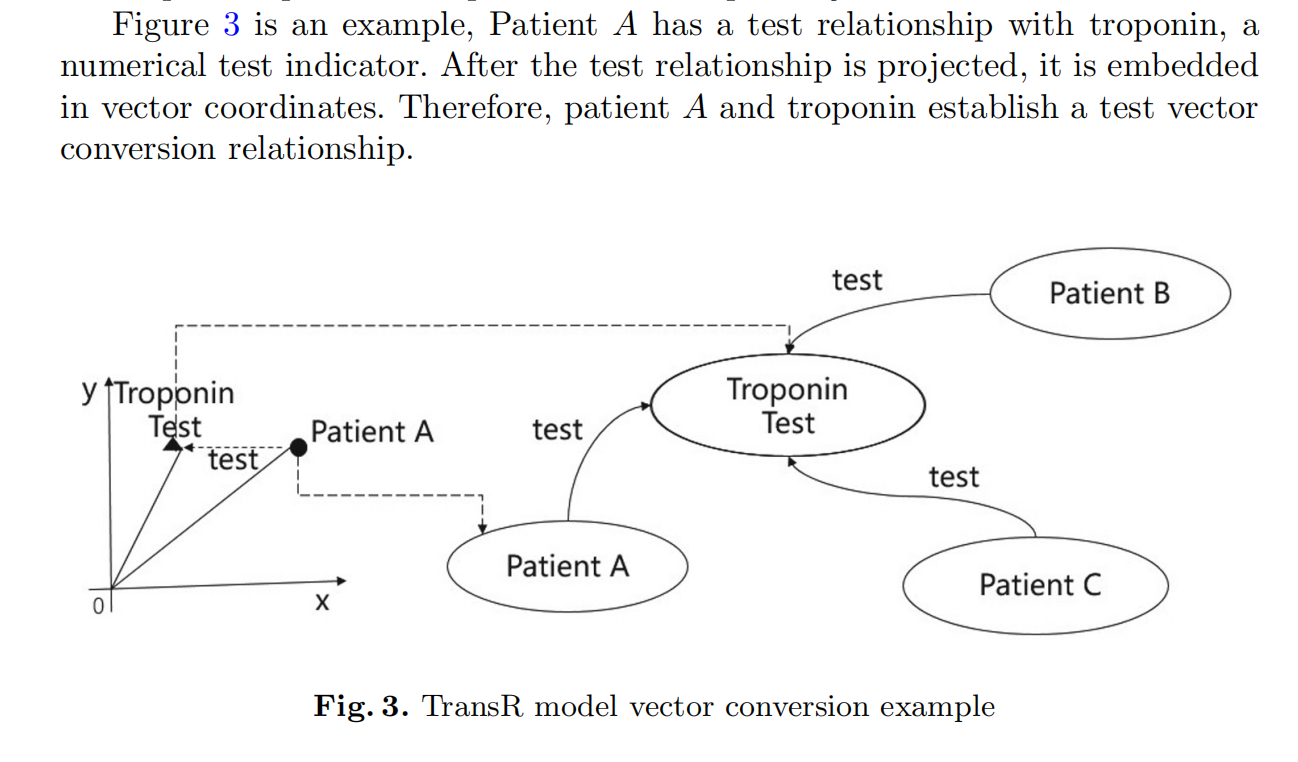 Figure 3 is an example, Patient A has a test relationship with troponin, a
numerical test indicator. After the test relationship is projected, it is embedded
in vector coordinates. Therefore, patient A and troponin establish a test vector
conversion relationship.
test
Patient B
y
Troponin
Test
Patient A
test
test
Troponin
Test
test
Patient A
Patient C
0
x
Fig. 3. TransR model vector conversion example